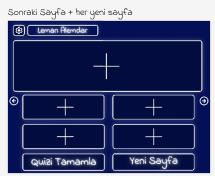 Sonraki Sayfa + her yeni sayfa
Leman Alemdar
Quizi Tamamla
Yeni Sayfa